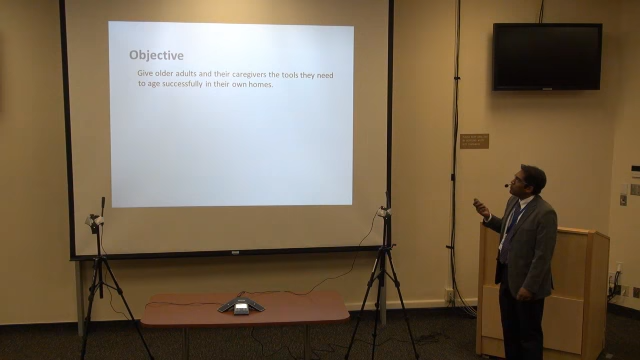 Objective
Give older adults and their caregivers the tools they need
to age successfully in their own homes.